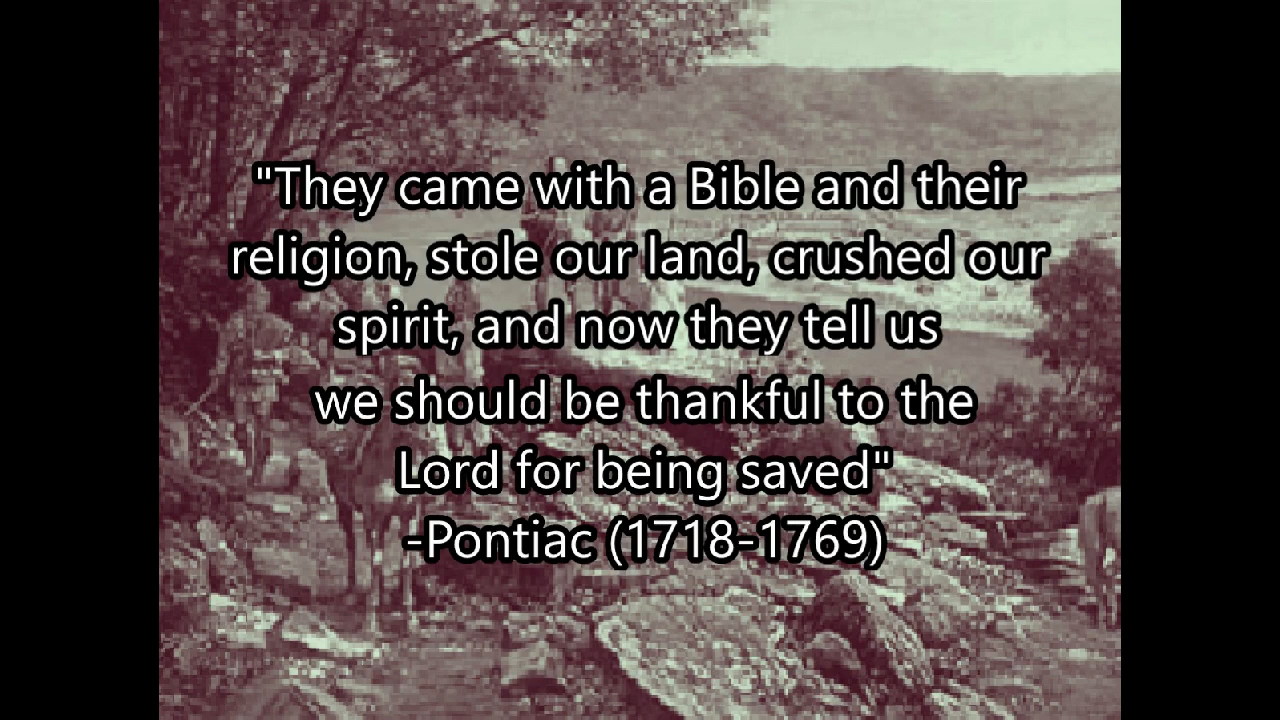 "They came with a Bible and their
religion, stole our land, crushed our
spirit, and now they tell us
we should be thankful to the
Lord for being saved"
-Pontiac (1718-1769)